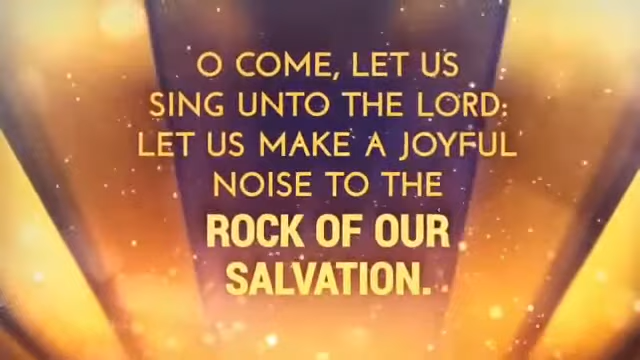 O COME, LET US
SING UNTO THE LORD:
LET US MAKE A JOYFUL
NOISE TO THE
ROCK OF OUR
SALVATION.